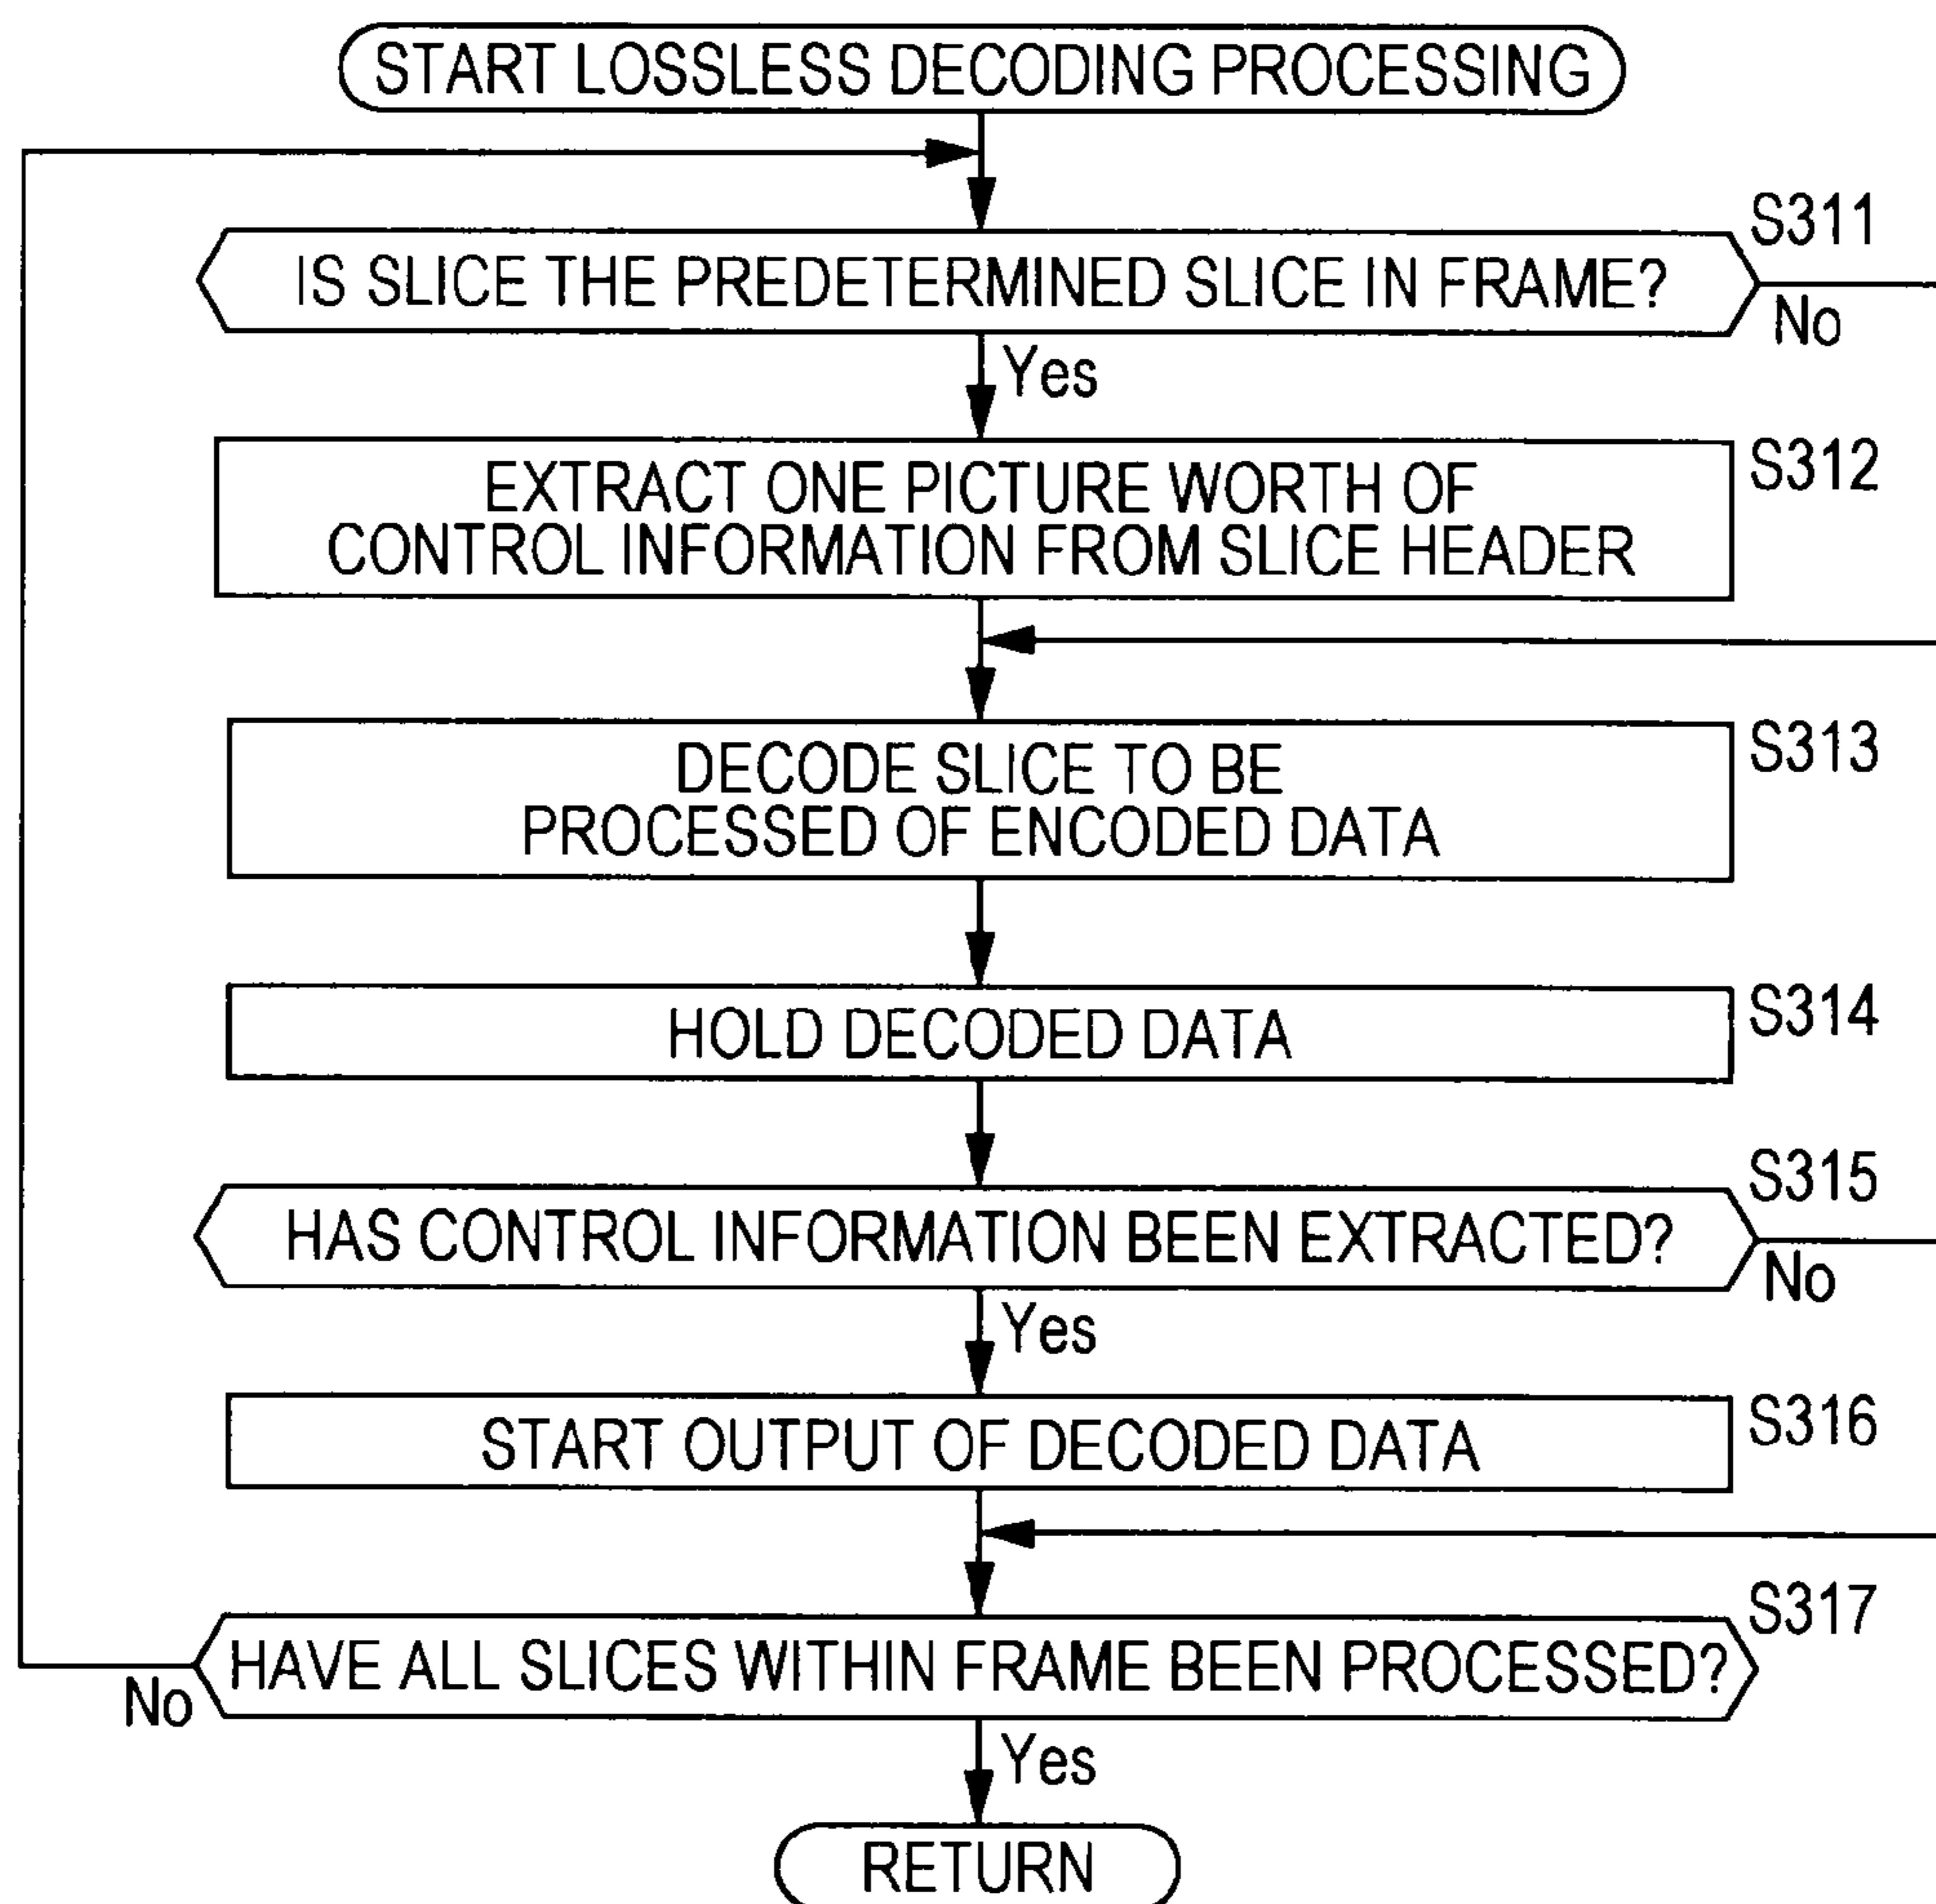 START LOSSLESS DECODING PROCESSING
S311
IS SLICE THE PREDETERMINED SLICE IN FRAME?
No
Yes
S312
EXTRACT ONE PICTURE WORTH OF
CONTROL INFORMATION FROM SLICE HEADER
S313
DECODE SLICE TO BE
PROCESSED OF ENCODED DATA
S314
HOLD DECODED DATA
S315
HAS CONTROL INFORMATION BEEN EXTRACTED?
No
Yes
S316
START OUTPUT OF DECODED DATA
S317
HAVE ALL SLICES WITHIN FRAME BEEN PROCESSED?
No
Yes
RETURN